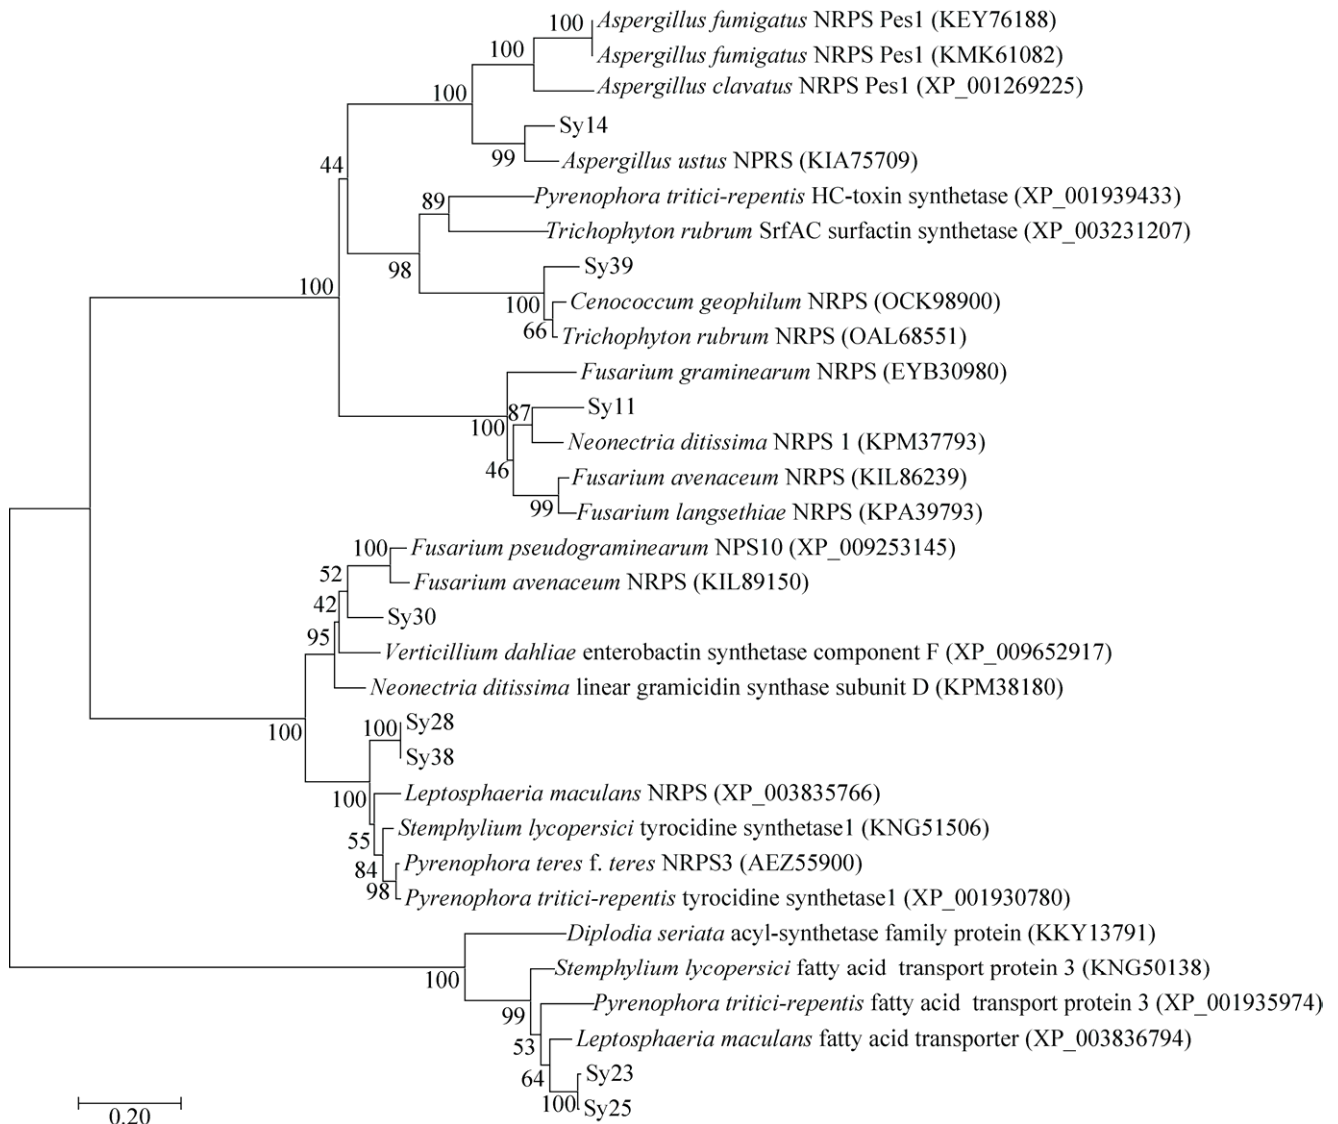 100 Aspergillus fumigatus NRPS Pes1 (KEY76188)
100
Aspergillus fumigatus NRPS Pes1 (KMK61082)
100
Aspergillus clavatus NRPS Pes1 (XP_001269225)
Sy14
99
Aspergillus ustus NPRS (KIA75709)
44
89
Pyrenophora tritici-repentis HC-toxin synthetase (XP_001939433)
Trichophyton rubrum SrfAC surfactin synthetase (XP_003231207)
98
Sy39
100
100
Cenococcum geophilum NRPS (OCK98900)
66
Trichophyton rubrum NRPS (OAL68551)
Fusarium graminearum NRPS (EYB30980)
87
Sy11
100
Neonectria ditissima NRPS 1 (KPM37793)
46
Fusarium avenaceum NRPS (KIL86239)
99
Fusarium langsethiae NRPS (KPA39793)
100
Fusarium pseudograminearum NPS10 (XP_009253145)
52
Fusarium avenaceum NRPS (KIL89150)
42
Sy30
95
Verticillium dahliae enterobactin synthetase component F (XP_009652917)
Neonectria ditissima linear gramicidin synthase subunit D (KPM38180)
100
100
Sy28
Sy38
100
Leptosphaeria maculans NRPS (XP_003835766)
Stemphylium lycopersici tyrocidine synthetase1 (KNG51506)
55
Pyrenophora teres f. teres NRPS3 (AEZ55900)
84
98
Pyrenophora tritici-repentis tyrocidine synthetase1 (XP_001930780)
Diplodia seriata acyl-synthetase family protein (KKY13791)
100
Stemphylium lycopersici fatty acid transport protein 3 (KNG50138)
Pyrenophora tritici-repentis fatty acid transport protein 3 (XP_001935974)
99
Leptosphaeria maculans fatty acid transporter (XP_003836794)
53
64
Sy23
100
Sy25
0.20